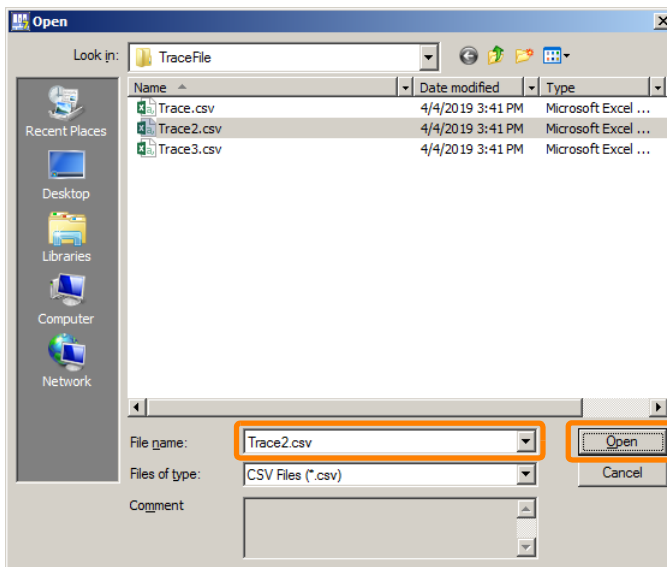 Open
Look in: TraceFile
Name Date modified Type
Trace.csv 4/4/2019 3:41 PM Microsoft Excel ...
Trace2.csv 4/4/2019 3:41 PM Microsoft Excel ...
Trace3.csv 4/4/2019 3:41 PM Microsoft Excel ...
Recent Places
Desktop
Libraries
Computer
Network
File name: Trace2.csv Open
Files of type: CSV Files (*.csv) Cancel
Comment